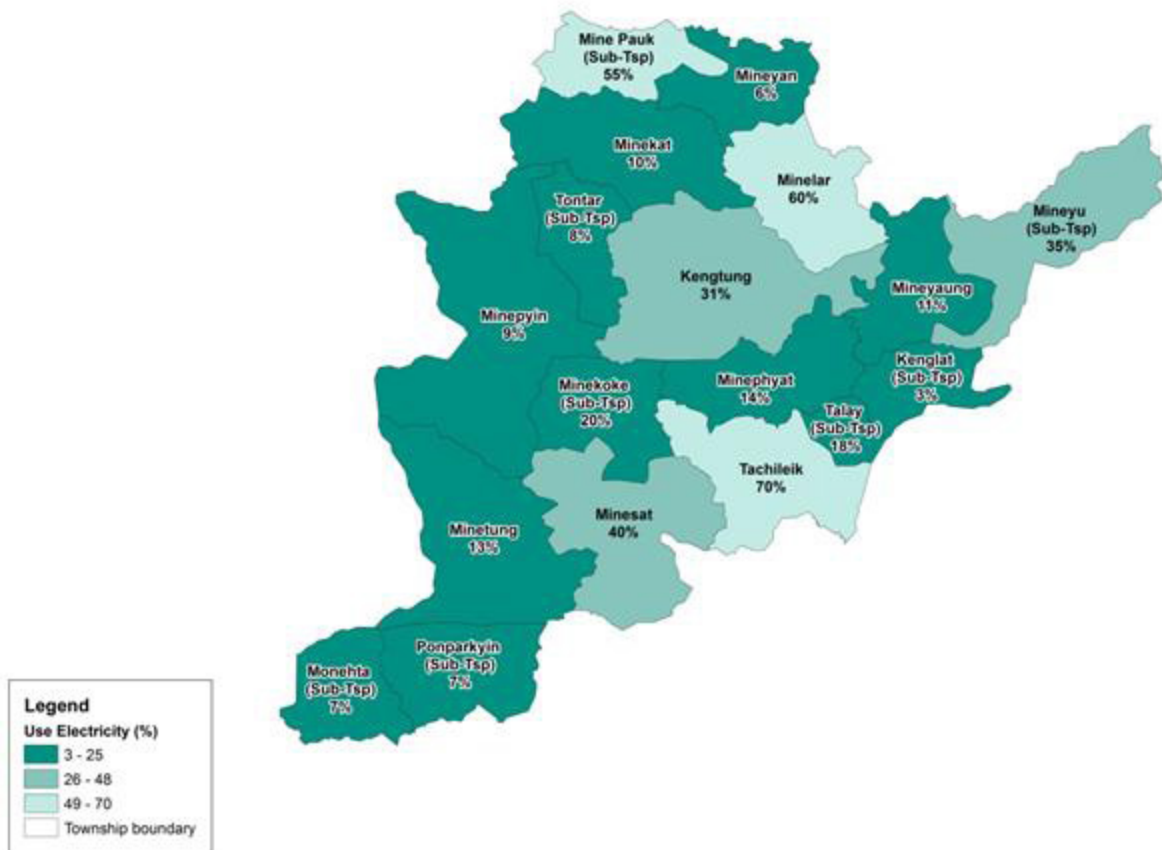 Mine Pauk
(Sub-Tsp)
55%
Mineyan
6%
Minekat
10%
Minelar
60%
Tontar
(Sub-Tsp)
8%
Mineyu
(Sub-Tsp)
35%
Kengtung
31%
Mineyaung
11%
Minepyin
9%
Kenglat
(Sub-Tsp)
3%
Minekoke
(Sub-Tsp)
20%
Minephyat
14%
Talay
(Sub-Tsp)
18%
Tachileik
70%
Minesat
40%
Minetung
13%
Ponparkyin
(Sub-Tsp)
7%
Monehta
(Sub-Tsp)
7%
Legend
Use Electricity (%)
3 - 25
26 - 48
49 - 70
Township boundary